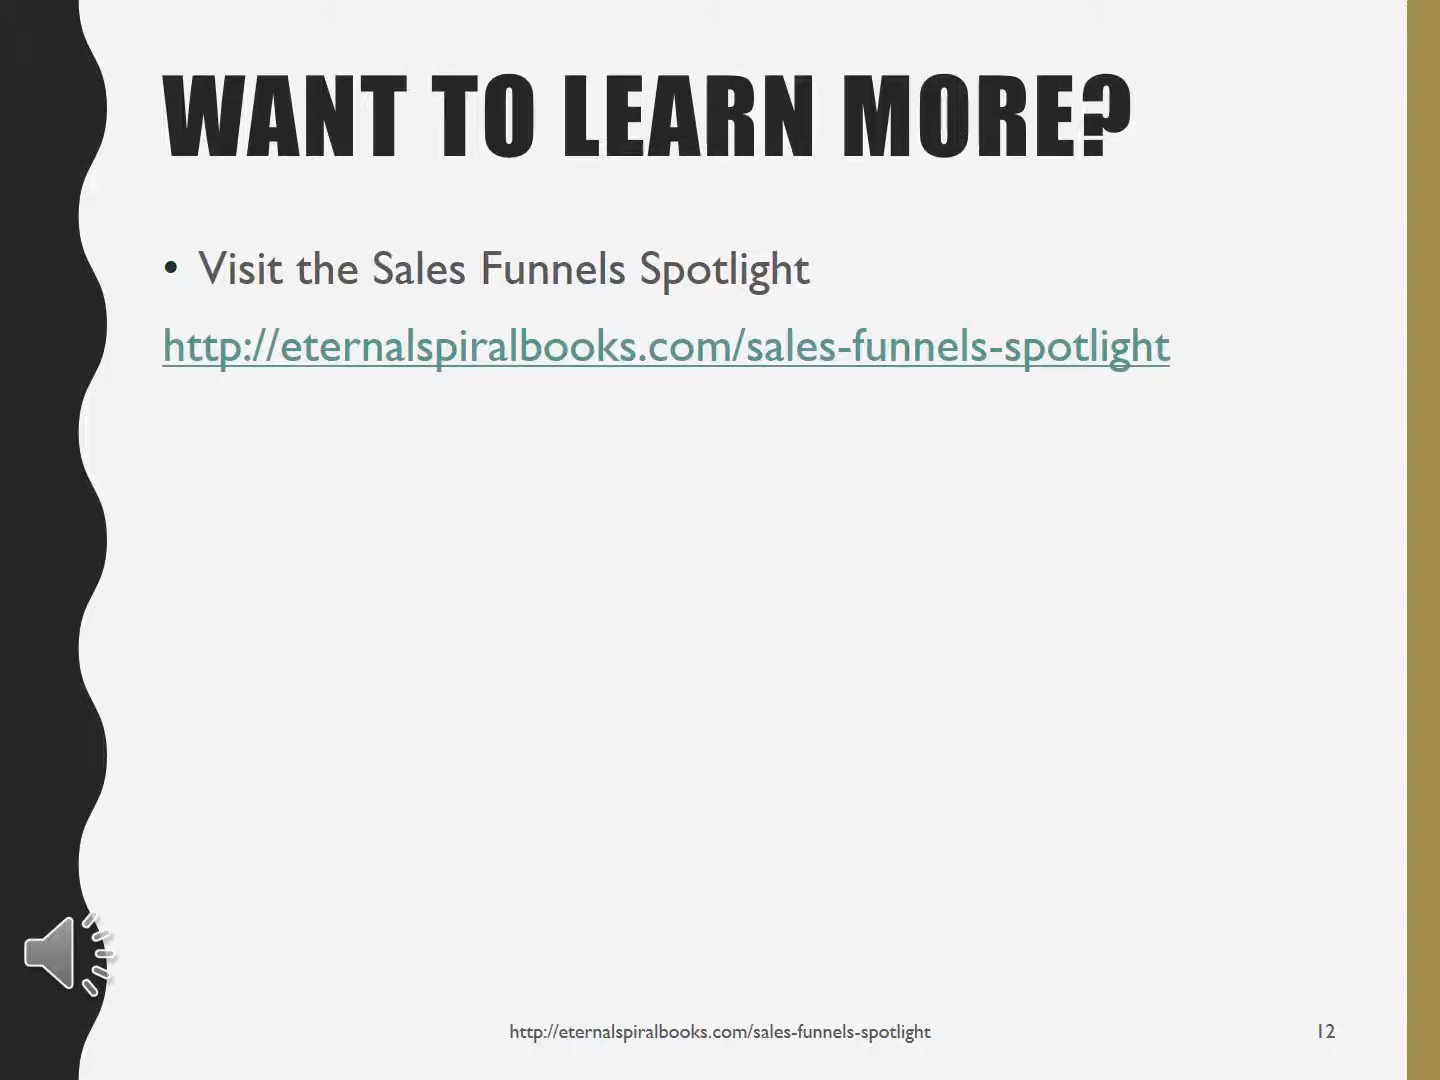 WANT TO LEARN MORE?
• Visit the Sales Funnels Spotlight
http://eternalspiralbooks.com/sales-funnels-spotlight
http://eternalspiralbooks.com/sales-funnels-spotlight
12